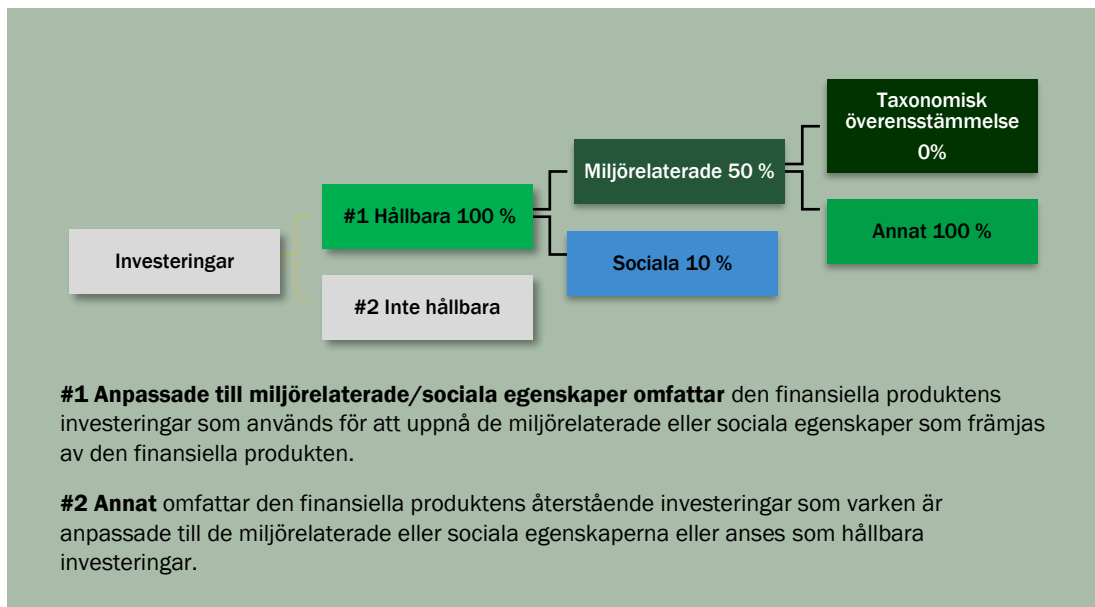 Investeringar
#1 Hållbara 100 %
#2 Inte hållbara
Miljörelaterade 50 %
Sociala 10 %
Taxonomisk
överensstämmelse
0%
Annat 100 %
#1 Anpassade till miljörelaterade/sociala egenskaper omfattar den finansiella produktens
investeringar som används för att uppnå de miljörelaterade eller sociala egenskaper som främjas
av den finansiella produkten.
#2 Annat omfattar den finansiella produktens återstående investeringar som varken är
anpassade till de miljörelaterade eller sociala egenskaperna eller anses som hållbara
investeringar.